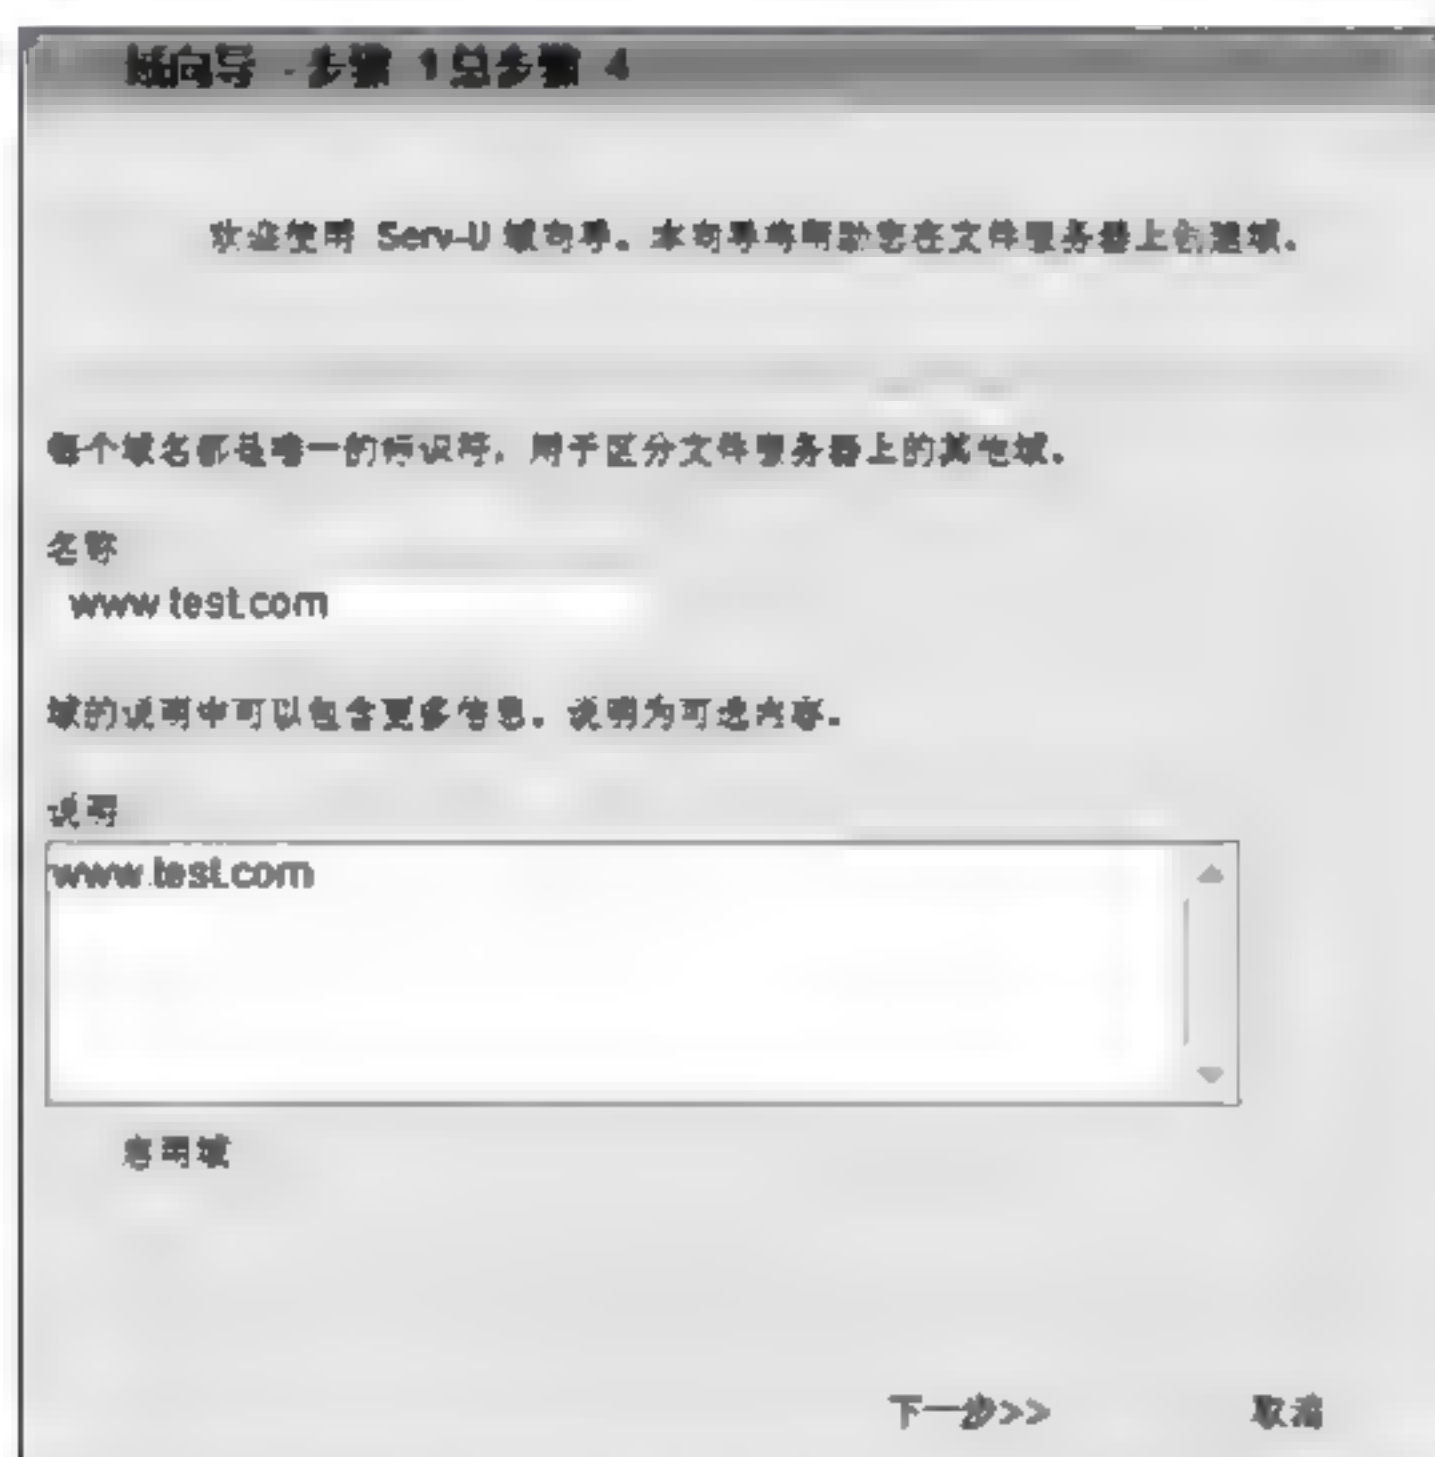 域向导 - 步骤 1总步骤 4
欢迎使用 Serv-U 域向导。本向导将帮助您在文件服务器上创建域。
每个域名都是唯一的标识符，用于区分文件服务器上的其他域。
名称
www.test.com
域的说明中可以包含更多信息。说明为可选内容。
说明
www.test.com
启用域
下一步>>
取消